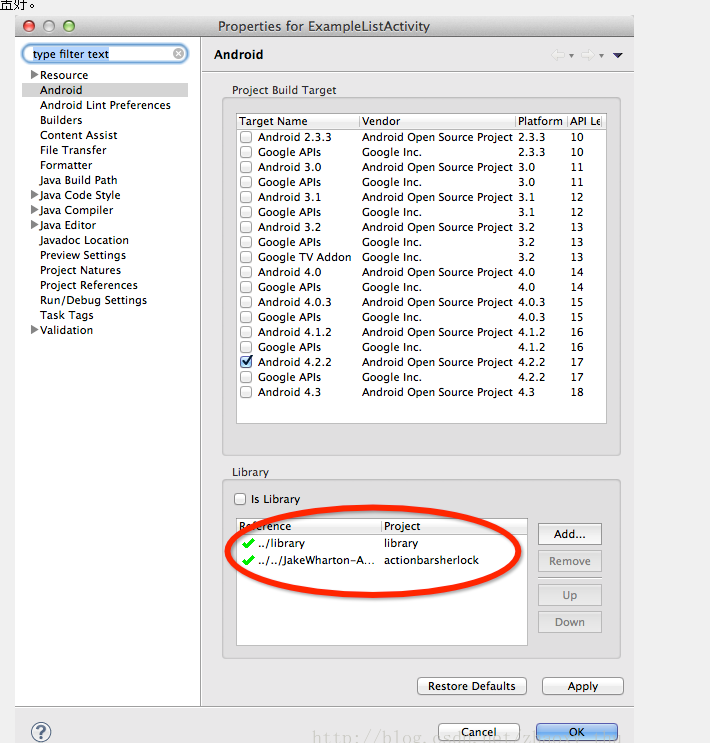 置好。
Properties for ExampleListActivity
type filter text
Resource
Android
Android Lint Preferences
Builders
Content Assist
File Transfer
Formatter
Java Build Path
Java Code Style
Java Compiler
Java Editor
Javadoc Location
Preview Settings
Project Natures
Project References
Run/Debug Settings
Task Tags
Validation
Android
Project Build Target
Target Name Vendor Platform API Le
Android 2.3.3 Android Open Source Project 2.3.3 10
Google APIs Google Inc. 2.3.3 10
Android 3.0 Android Open Source Project 3.0 11
Google APIs Google Inc. 3.0 11
Android 3.1 Android Open Source Project 3.1 12
Google APIs Google Inc. 3.1 12
Android 3.2 Android Open Source Project 3.2 13
Google APIs Google Inc. 3.2 13
Google TV Addon Google Inc. 3.2 13
Android 4.0 Android Open Source Project 4.0 14
Google APIs Google Inc. 4.0 14
Android 4.0.3 Android Open Source Project 4.0.3 15
Google APIs Google Inc. 4.0.3 15
Android 4.1.2 Android Open Source Project 4.1.2 16
Google APIs Google Inc. 4.1.2 16
Android 4.2.2 Android Open Source Project 4.2.2 17
Google APIs Google Inc. 4.2.2 17
Android 4.3 Android Open Source Project 4.3 18
Library
Is Library
Reference Project
../library library
../../JakeWharton-A... actionbarsherlock
Add...
Remove
Up
Down
Restore Defaults Apply
? Cancel OK